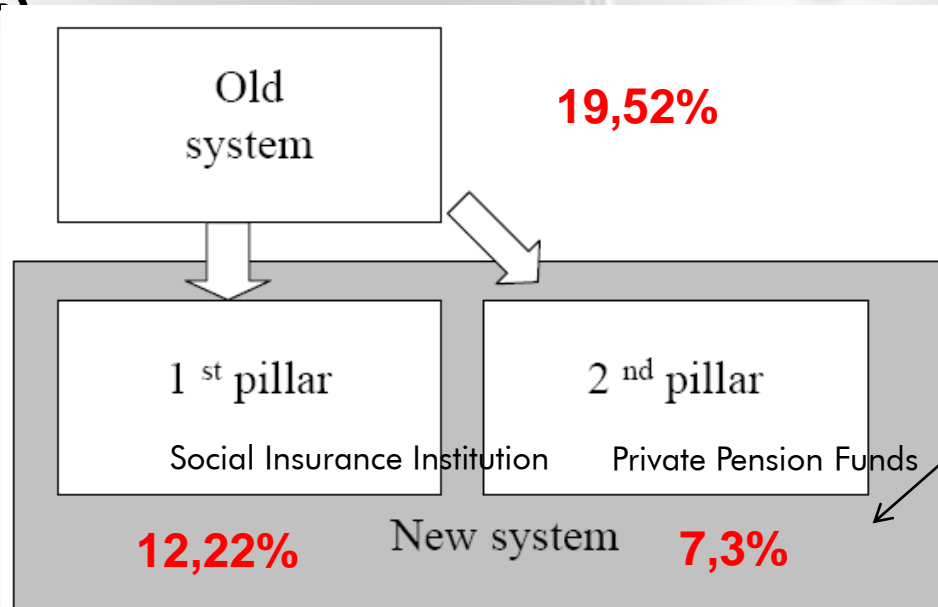 Old
system
19,52%
1 st pillar
2 nd pillar
Social Insurance Institution
Private Pension Funds
New system
12,22%
7,3%